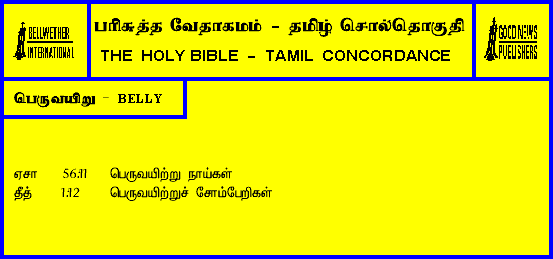 BELLWETHER
INTERNATIONAL
பரிசுத்த வேதாகமம் - தமிழ் சொல்தொகுதி
THE HOLY BIBLE - TAMIL CONCORDANCE
GOOD NEWS
PUBLISHERS
பெருவயிறு - BELLY
ஏசா 56:11 பெருவயிற்று நாய்கள்
தீத் 1:12 பெருவயிற்றுச் சோம்பேறிகள்